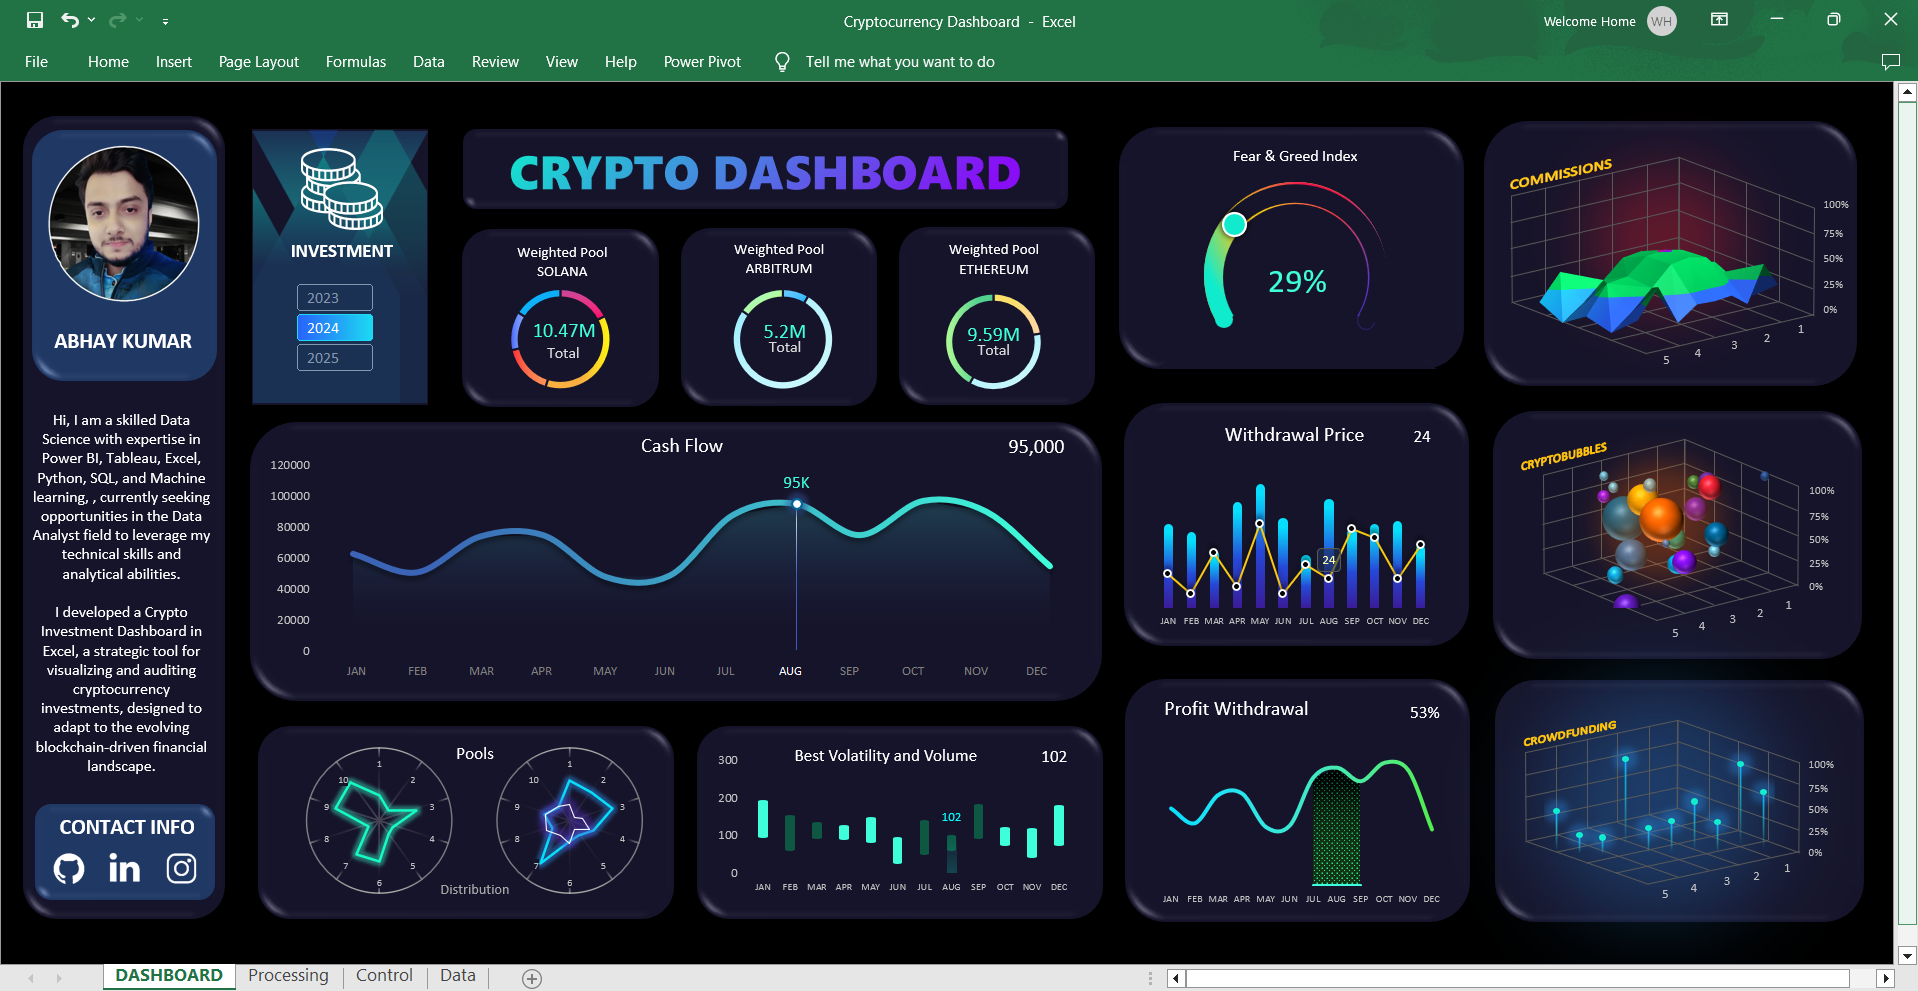 Cryptocurrency Dashboard - Excel
Welcome Home
WH
File
Home
Insert
Page Layout
Formulas
Data
Review
View
Help
Power Pivot
Tell me what you want to do
ABHAY KUMAR
Hi, I am a skilled Data
Science with expertise in
Power BI, Tableau, Excel,
Python, SQL, and Machine
learning, , currently seeking
opportunities in the Data
Analyst field to leverage my
technical skills and
analytical abilities.
I developed a Crypto
Investment Dashboard in
Excel, a strategic tool for
visualizing and auditing
cryptocurrency
investments, designed to
adapt to the evolving
blockchain-driven financial
landscape.
CONTACT INFO
in
INVESTMENT
2023
2024
2025
CRYPTO DASHBOARD
Weighted Pool
SOLANA
10.47M
Total
Weighted Pool
ARBITRUM
5.2M
Total
Weighted Pool
ETHEREUM
9.59M
Total
Fear & Greed Index
29%
COMMISSIONS
100%
75%
50%
25%
0%
5 4 3 2 1
Cash Flow
95,000
120000
100000
80000
60000
40000
20000
0
95K
JAN FEB MAR APR MAY JUN JUL AUG SEP OCT NOV DEC
Withdrawal Price
24
24
JAN FEB MAR APR MAY JUN JUL AUG SEP OCT NOV DEC
CRYPTOBUBBLES
100%
75%
50%
25%
0%
5 4 3 2 1
Pools
1 2 3 4 5 6 7 8 9 10
1 2 3 4 5 6 7 8 9 10
Distribution
Best Volatility and Volume
102
300
200
100
0
102
JAN FEB MAR APR MAY JUN JUL AUG SEP OCT NOV DEC
Profit Withdrawal
53%
JAN FEB MAR APR MAY JUN JUL AUG SEP OCT NOV DEC
CROWDFUNDING
100%
75%
50%
25%
0%
5 4 3 2 1
DASHBOARD
Processing
Control
Data